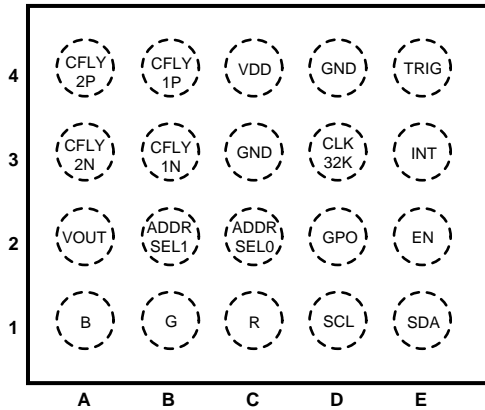 4
CFLY
2P
CFLY
1P
VDD
GND
TRIG
3
CFLY
2N
CFLY
1N
GND
CLK
32K
INT
2
VOUT
ADDR
SEL1
ADDR
SEL0
GPO
EN
1
B
G
R
SCL
SDA
A
B
C
D
E